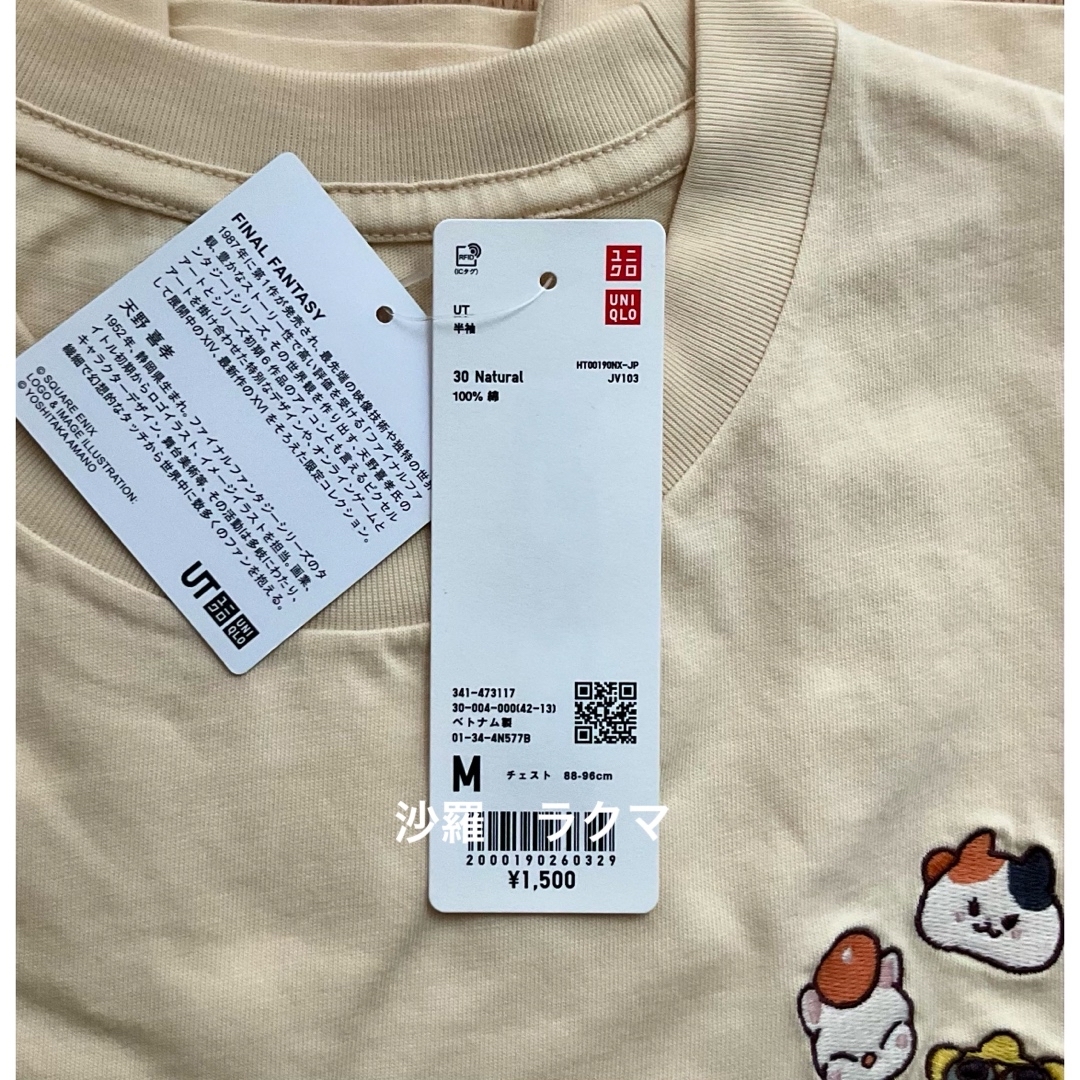 FINAL FANTASY
1987年に第1作が発売され、最先端の映像技術や独特の世界
観、豊かなストーリー性で高い評価を受ける「ファイナルファ
ンタジー」シリーズ。その世界観を作り出す、天野喜孝氏の
アートとシリーズ初期6作品のアイコンとも言えるピクセル
アートを掛け合わせた特別なデザインや、オンラインゲームと
して展開中のXIV、最新作のXVIをそろえた限定コレクション。
天野 喜孝
1952年、静岡県生まれ。ファイナルファンタジーシリーズのタ
イトル初期からロゴイラスト、イメージイラストを担当。画業、
キャラクターデザイン、舞台美術等、その活動は多岐にわたり、
繊細で幻想的なタッチから世界中に数多くのファンを抱える。
© SQUARE ENIX
LOGO & IMAGE ILLUSTRATION:
© YOSHITAKA AMANO
UT ユニクロ UNIQLO
RFID
(ICタグ)
ユニクロ
UNIQLO
UT
半袖
HT00190NX-JP
30 Natural JV103
100% 綿
341-473117
30-004-000(42-13)
ベトナム製
01-34-4N577B
M チェスト 88-96cm
沙羅 ラクマ
2000190260329
¥1,500